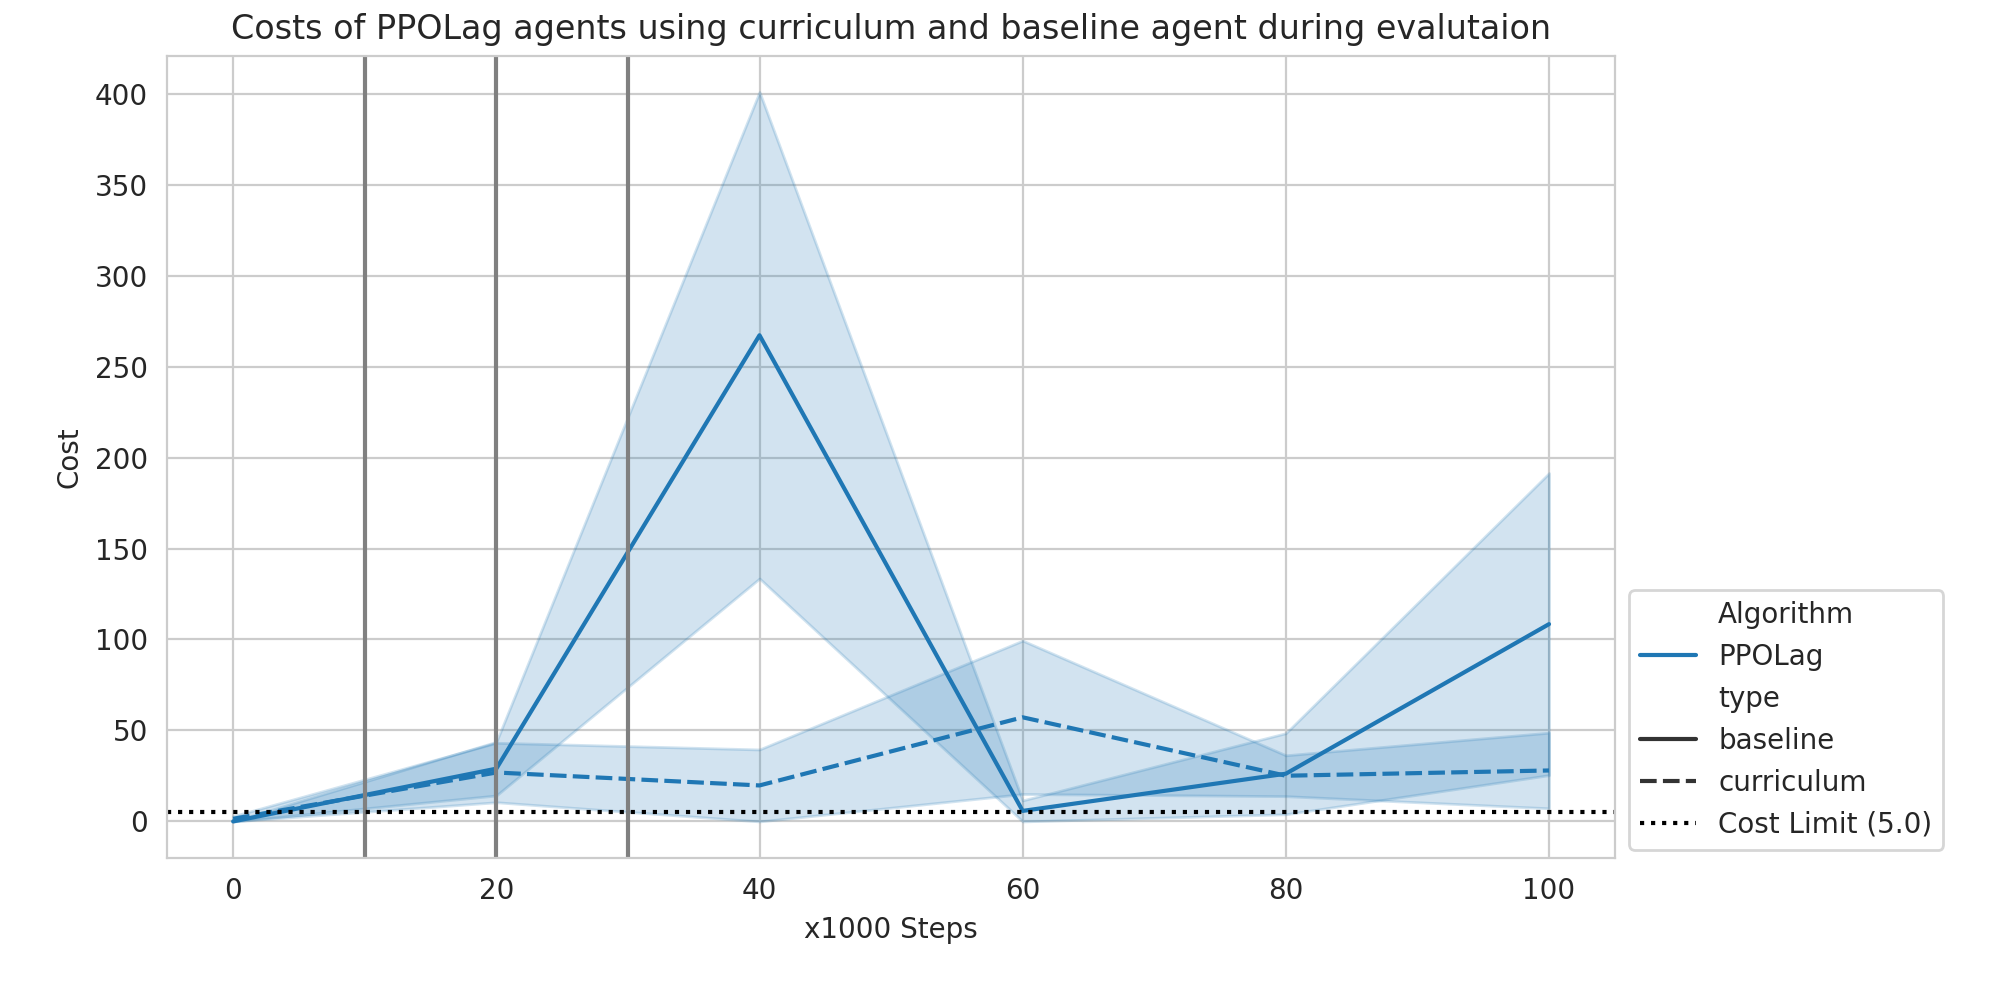 Costs of PPOLag agents using curriculum and baseline agent during evalutaion
400
350
300
250
200
150
100
50
0
Cost
0 20 40 60 80 100
x1000 Steps
Algorithm
PPOLag
type
baseline
curriculum
Cost Limit (5.0)